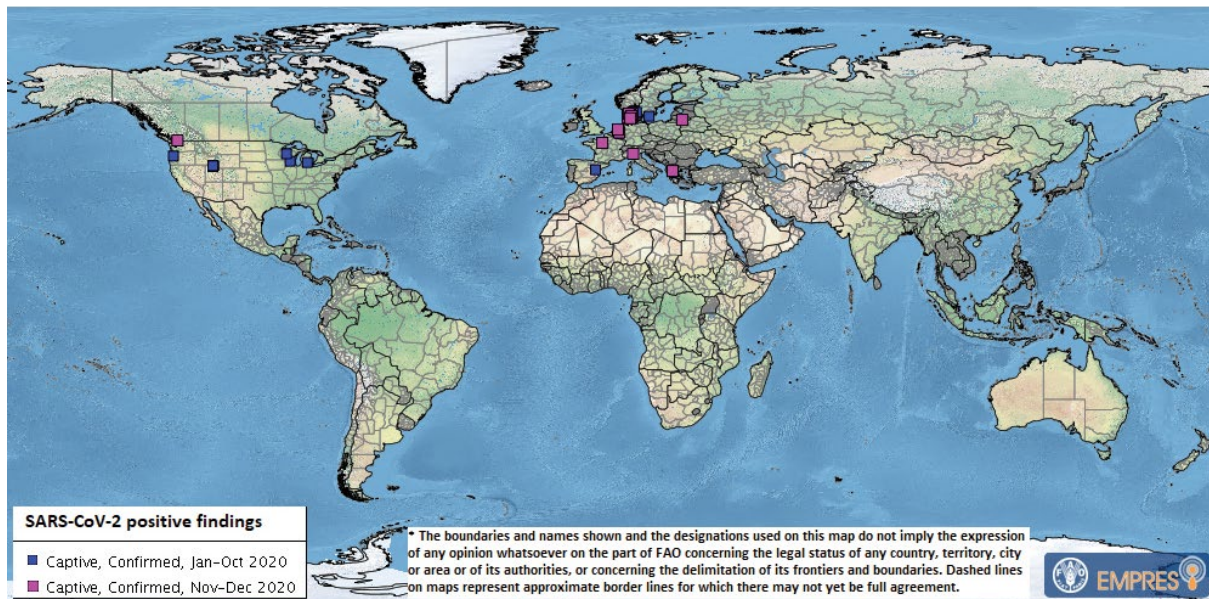 SARS-CoV-2 positive findings
Captive, Confirmed, Jan–Oct 2020
Captive, Confirmed, Nov–Dec 2020
* The boundaries and names shown and the designations used on this map do not imply the expression
of any opinion whatsoever on the part of FAO concerning the legal status of any country, territory, city
or area or of its authorities, or concerning the delimitation of its frontiers and boundaries. Dashed lines
on maps represent approximate border lines for which there may not yet be full agreement.
EMPRES